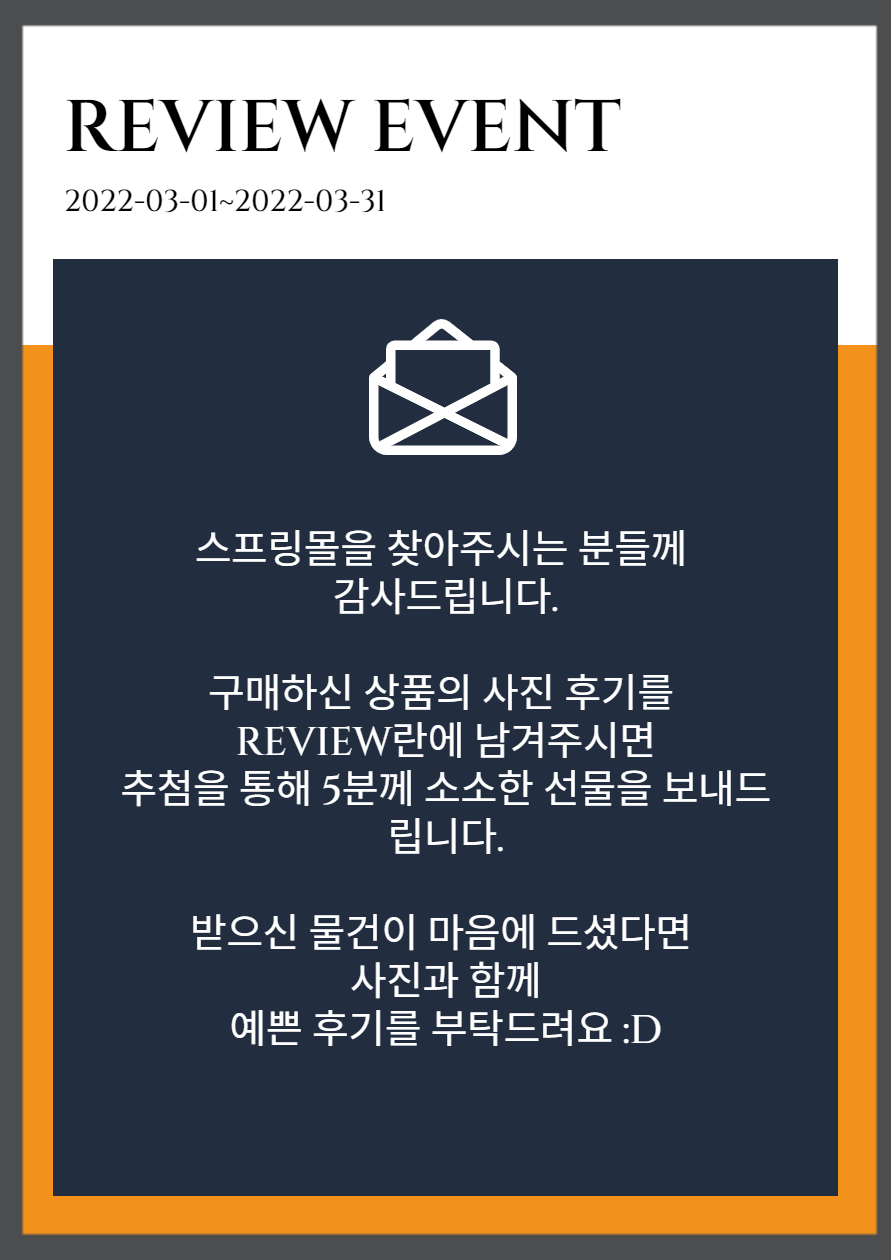 REVIEW EVENT
2022-03-01~2022-03-31
스프링몰을 찾아주시는 분들께
감사드립니다.
구매하신 상품의 사진 후기를
REVIEW란에 남겨주시면
추첨을 통해 5분께 소소한 선물을 보내드
립니다.
받으신 물건이 마음에 드셨다면
사진과 함께
예쁜 후기를 부탁드려요 :D